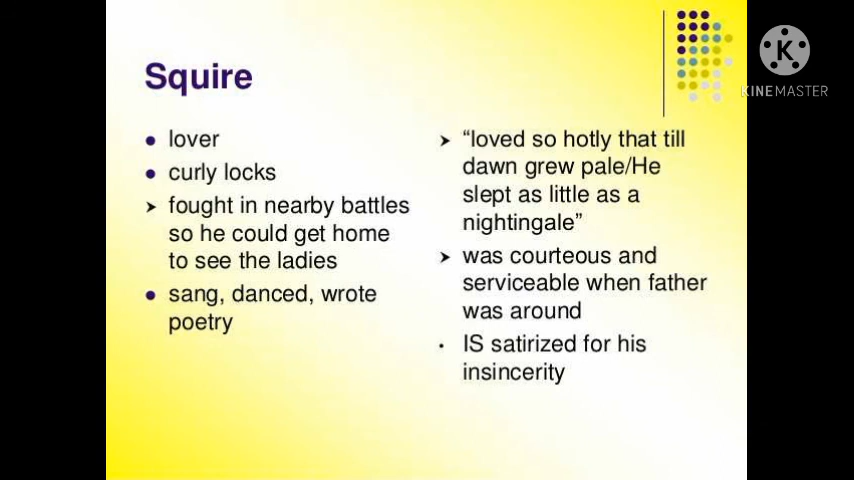 Squire
lover
curly locks
fought in nearby battles
so he could get home
to see the ladies
sang, danced, wrote
poetry
“loved so hotly that till
dawn grew pale/He
slept as little as a
nightingale”
was courteous and
serviceable when father
was around
IS satirized for his
insincerity
K
KINEMASTER